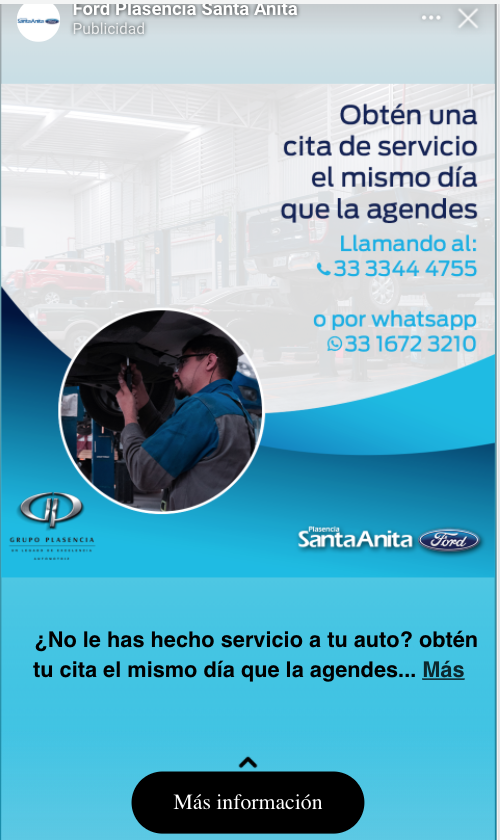 Ford Plasencia Santa Anita
Publicidad
SantaAnita
Obtén una
cita de servicio
el mismo día
que la agendes
Llamando al:
33 3344 4755
o por whatsapp
33 1672 3210
GRUPO PLASENCIA
AUTOMOTRIZ
Plasencia
SantaAnita Ford
¿No le has hecho servicio a tu auto? obtén
tu cita el mismo día que la agendes... Más
Más información